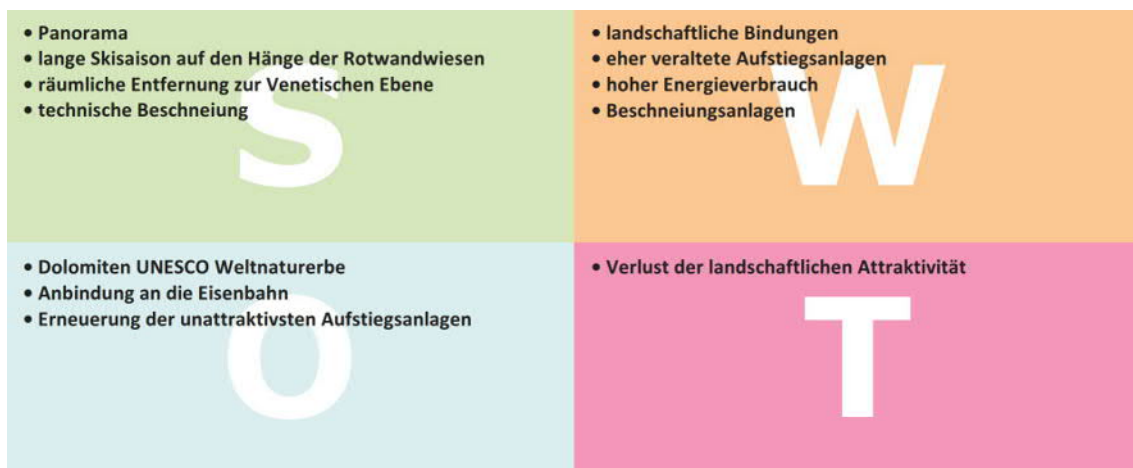 • Panorama
• lange Skisaison auf den Hänge der Rotwandwiesen
• räumliche Entfernung zur Venetischen Ebene
• technische Beschneiung
S
• landschaftliche Bindungen
• eher veraltete Aufstiegsanlagen
• hoher Energieverbrauch
• Beschneiungsanlagen
W
• Dolomiten UNESCO Weltnaturerbe
• Anbindung an die Eisenbahn
• Erneuerung der unattraktivsten Aufstiegsanlagen
O
• Verlust der landschaftlichen Attraktivität
T